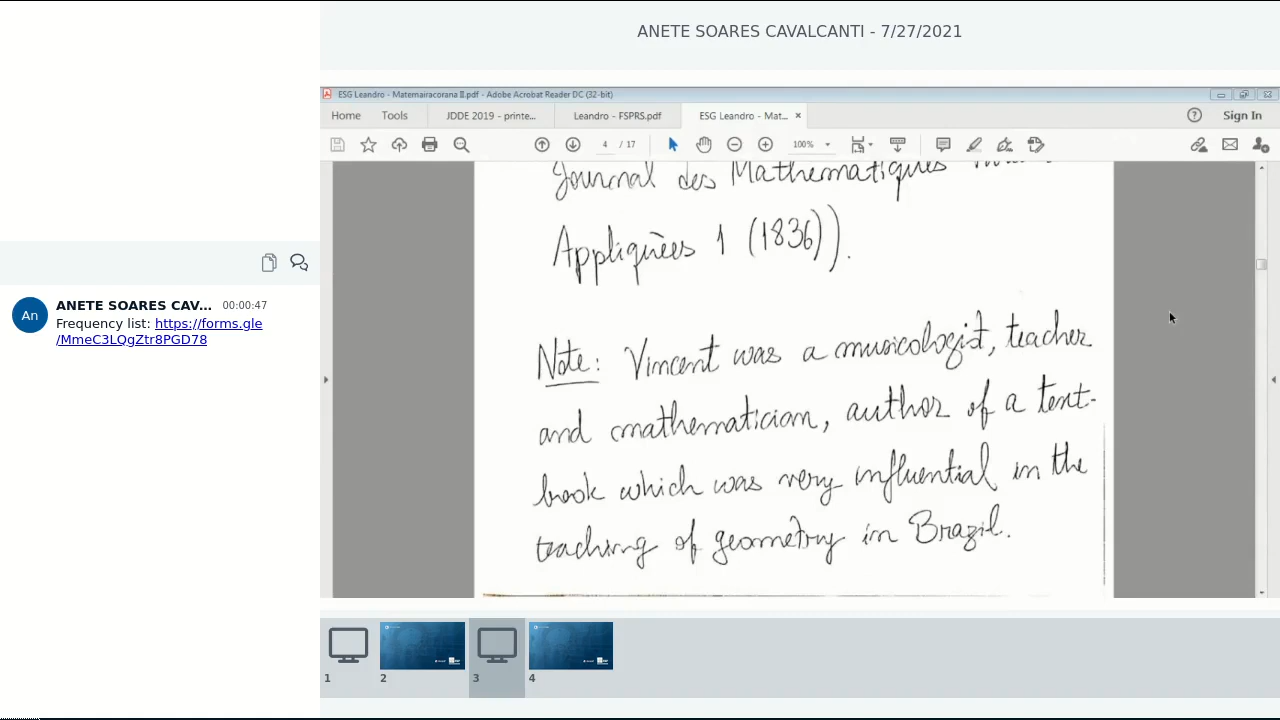 ANETE SOARES CAVALCANTI - 7/27/2021
ESG Leandro - Matemairacorana II.pdf - Adobe Acrobat Reader DC (32-bit)
Home Tools JDDE 2019 - printe... Leandro - FSPRS.pdf ESG Leandro - Mat... × Sign In
4 / 17 100%
Journal des Mathématiques
Appliquèes 1 (1836)).
Note: Vincent was a musicologist, teacher
and mathematician, author of a text-
book which was very influential in the
teaching of geometry in Brazil.
An
ANETE SOARES CAV... 00:00:47
Frequency list: https://forms.gle
/MmeC3LQgZtr8PGD78
1 2 3 4